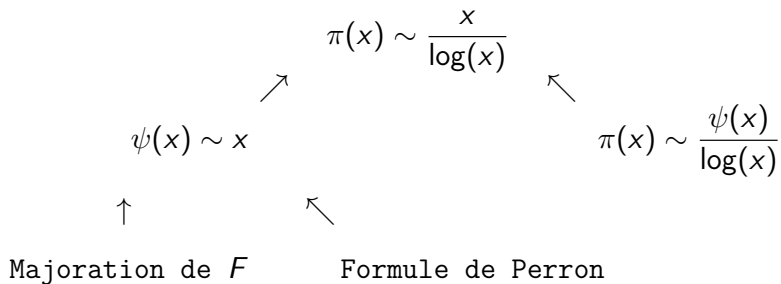 π(x) ∼ x/log(x)
↗ ↖
ψ(x) ∼ x π(x) ∼ ψ(x)/log(x)
↑ ↖
Majoration de F Formule de Perron